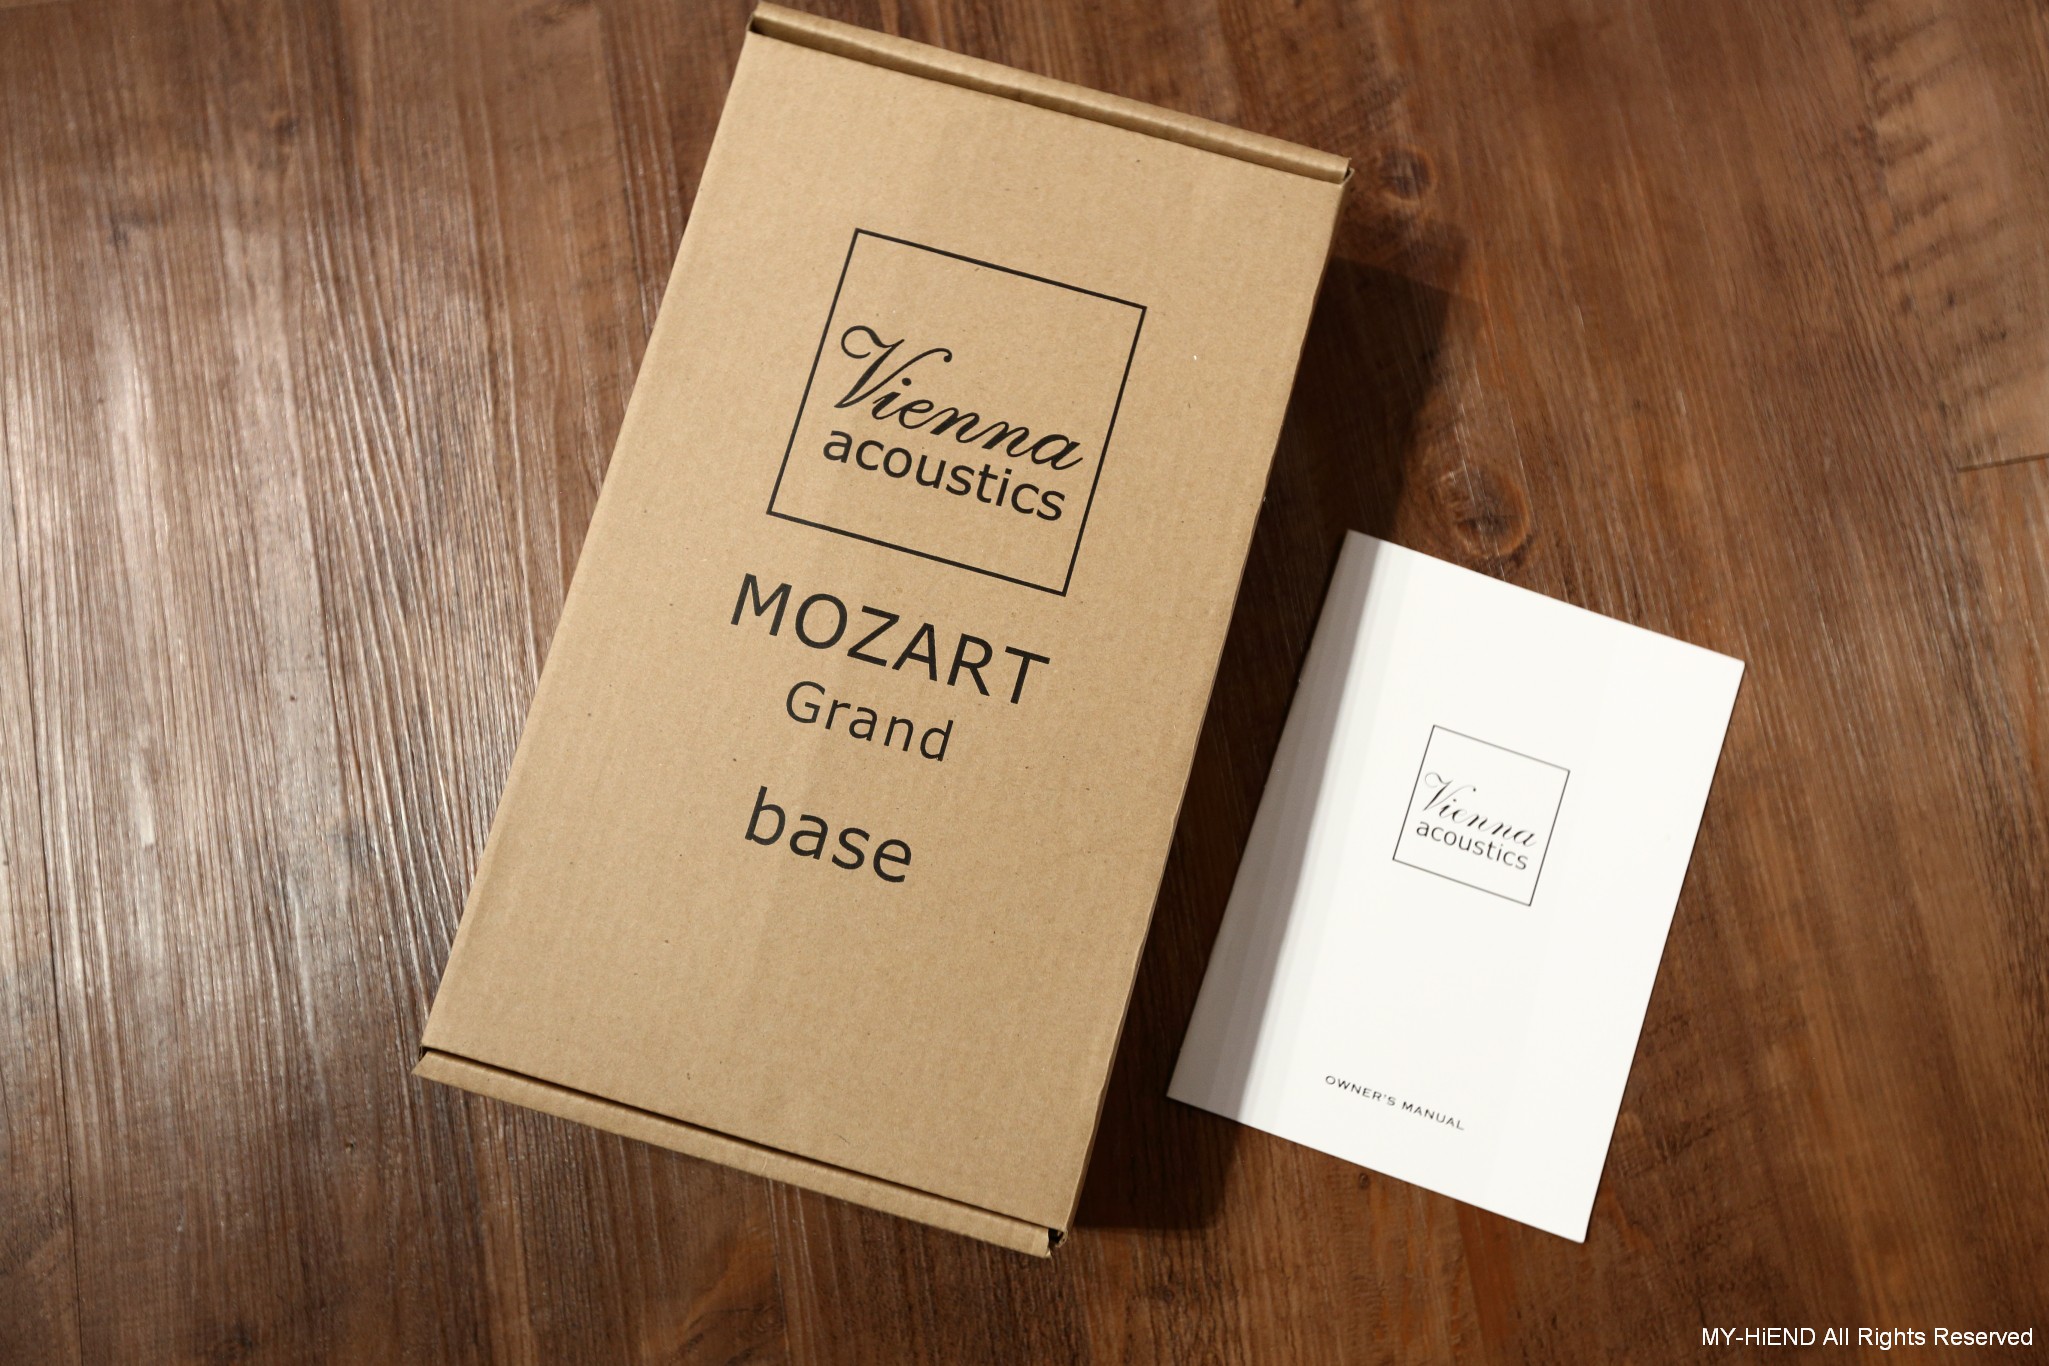 Vienna
acoustics
MOZART
Grand
base
Vienna
acoustics
OWNER'S MANUAL
MY-HiEND All Rights Reserved